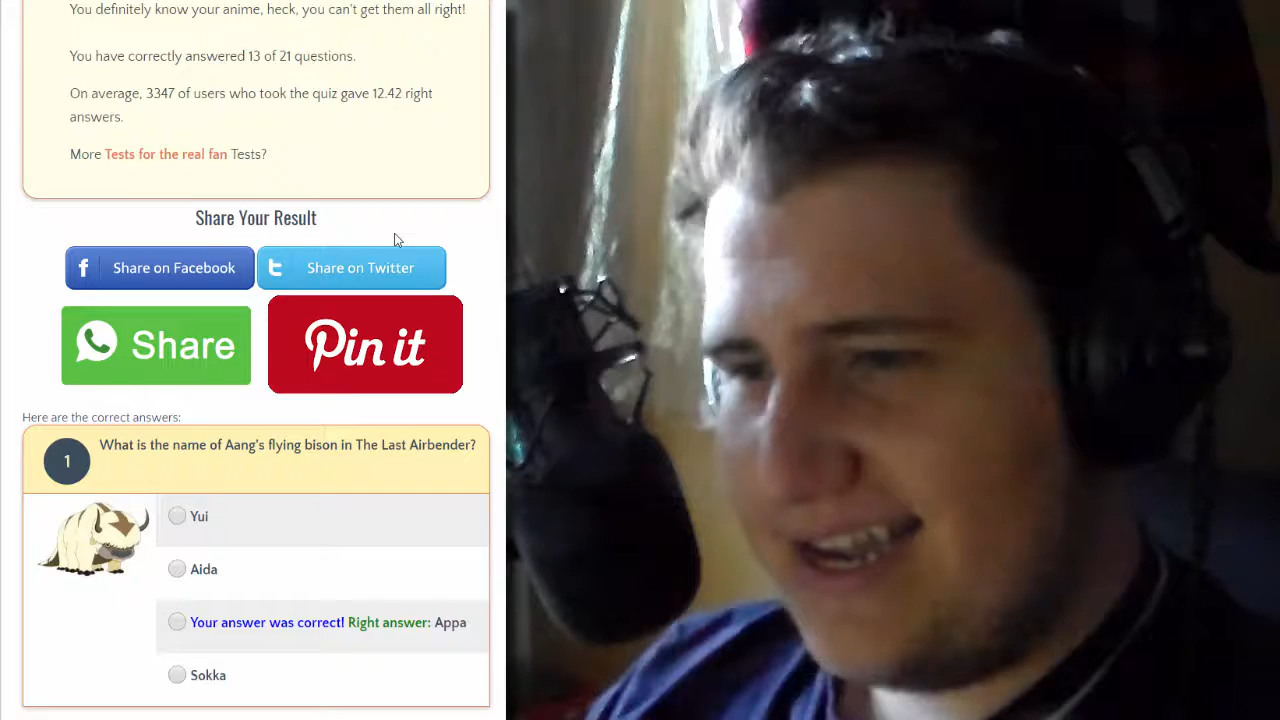 You definitely know your anime, heck, you can't get them all right!
You have correctly answered 13 of 21 questions.
On average, 3347 of users who took the quiz gave 12.42 right
answers.
More Tests for the real fan Tests?
Share Your Result
f Share on Facebook
t Share on Twitter
Share
Pin it
Here are the correct answers:
1
What is the name of Aang's flying bison in The Last Airbender?
Yui
Aida
Your answer was correct! Right answer: Appa
Sokka